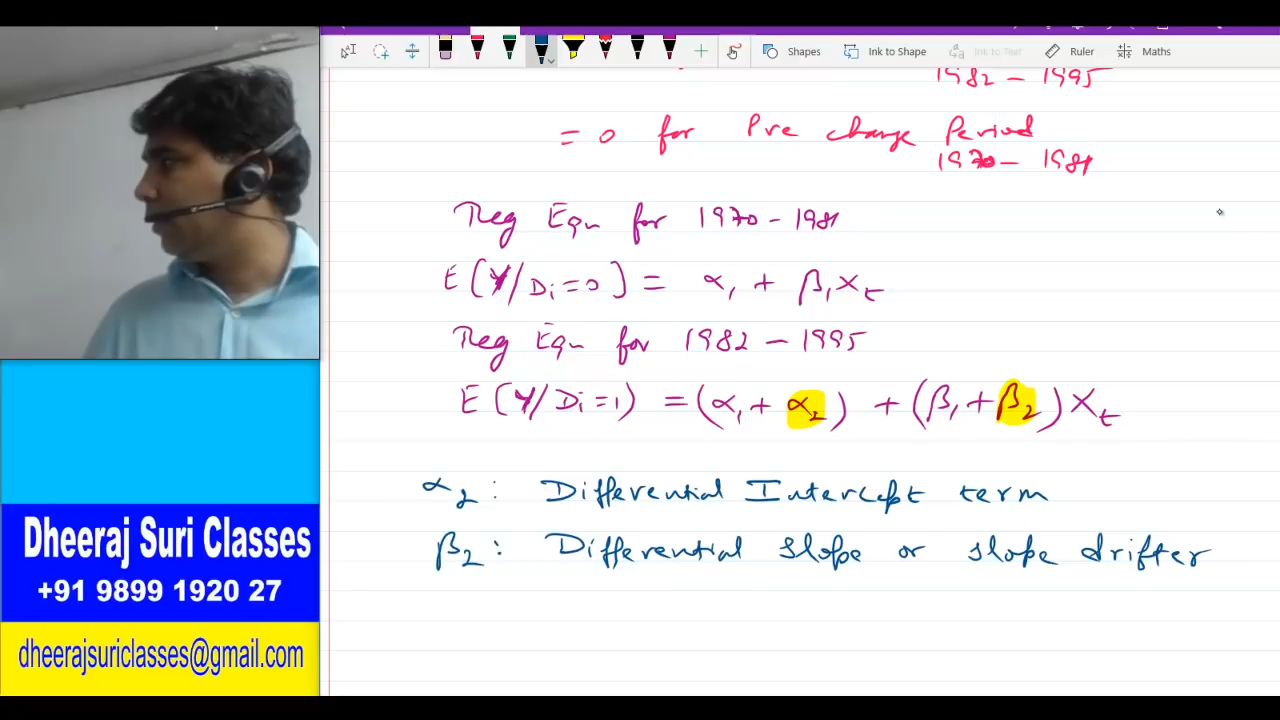 Shapes
Ink to Shape
Ink to Text
Ruler
Maths
1982 - 1995
= 0 for Pre change Period
1970 - 1981
Reg Eqn for 1970 - 1981
E(Y/Di=0) = α₁ + β₁Xt
Reg Eqn for 1982 - 1995
E(Y/Di=1) = (α₁ + α₂) + (β₁ + β₂)Xt
α₂ : Differential Intercept term
β₂ : Differential slope or slope drifter
Dheeraj Suri Classes
+91 9899 1920 27
dheerajsuriclasses@gmail.com